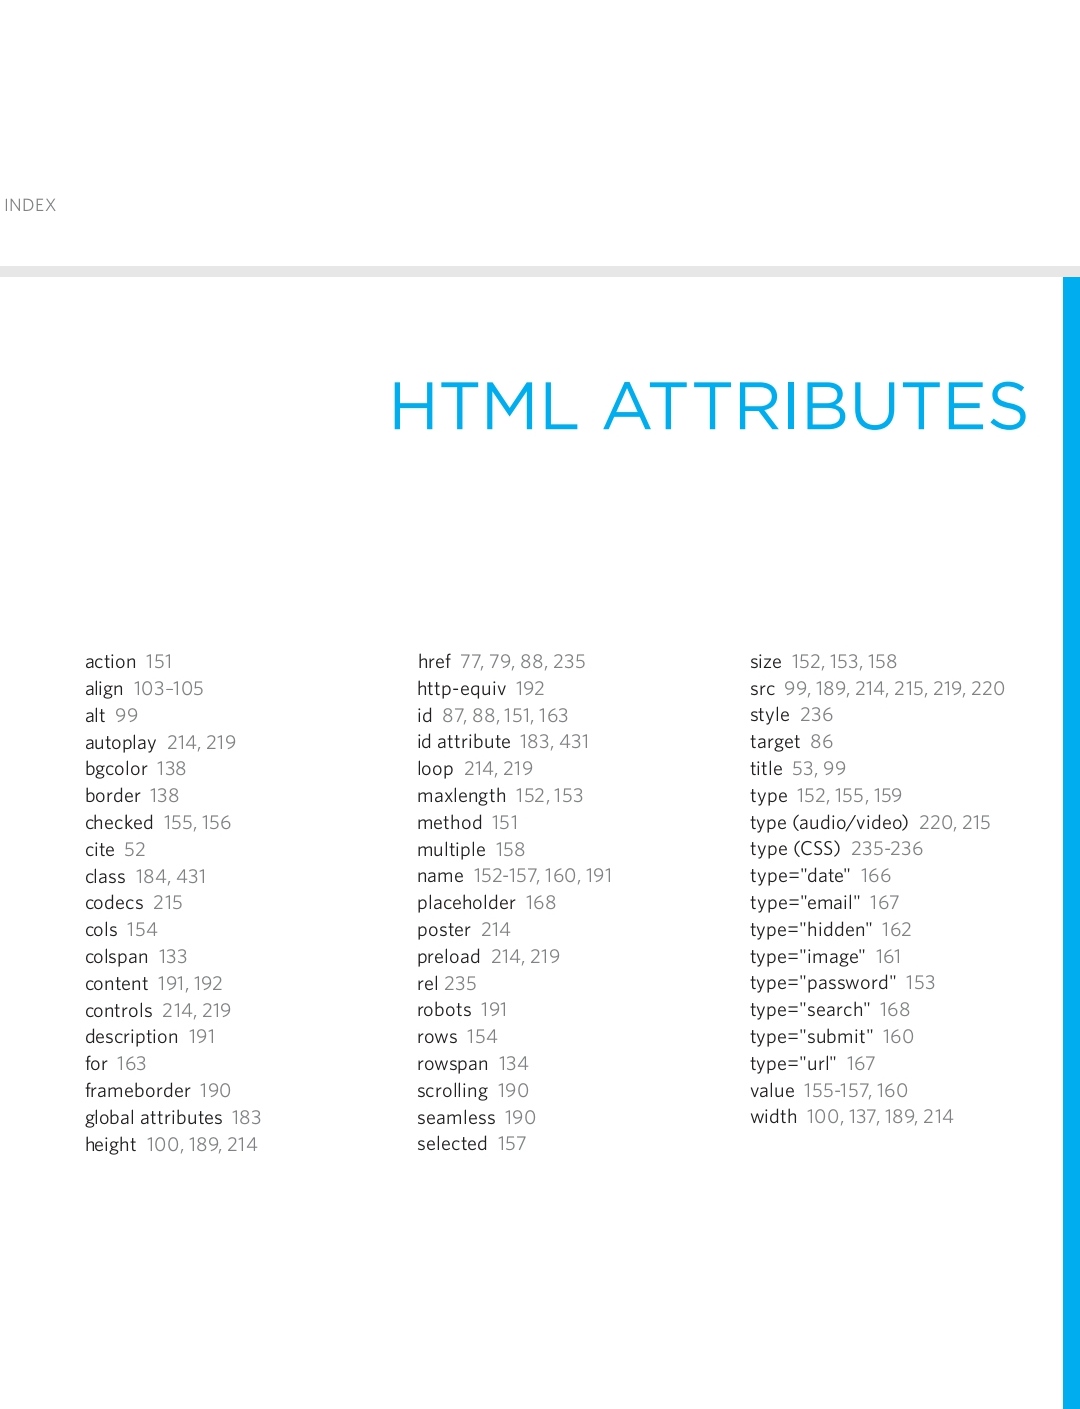 INDEX
HTML ATTRIBUTES
action 151
align 103–105
alt 99
autoplay 214, 219
bgcolor 138
border 138
checked 155, 156
cite 52
class 184, 431
codecs 215
cols 154
colspan 133
content 191, 192
controls 214, 219
description 191
for 163
frameborder 190
global attributes 183
height 100, 189, 214
href 77, 79, 88, 235
http-equiv 192
id 87, 88, 151, 163
id attribute 183, 431
loop 214, 219
maxlength 152, 153
method 151
multiple 158
name 152-157, 160, 191
placeholder 168
poster 214
preload 214, 219
rel 235
robots 191
rows 154
rowspan 134
scrolling 190
seamless 190
selected 157
size 152, 153, 158
src 99, 189, 214, 215, 219, 220
style 236
target 86
title 53, 99
type 152, 155, 159
type (audio/video) 220, 215
type (CSS) 235-236
type="date" 166
type="email" 167
type="hidden" 162
type="image" 161
type="password" 153
type="search" 168
type="submit" 160
type="url" 167
value 155-157, 160
width 100, 137, 189, 214